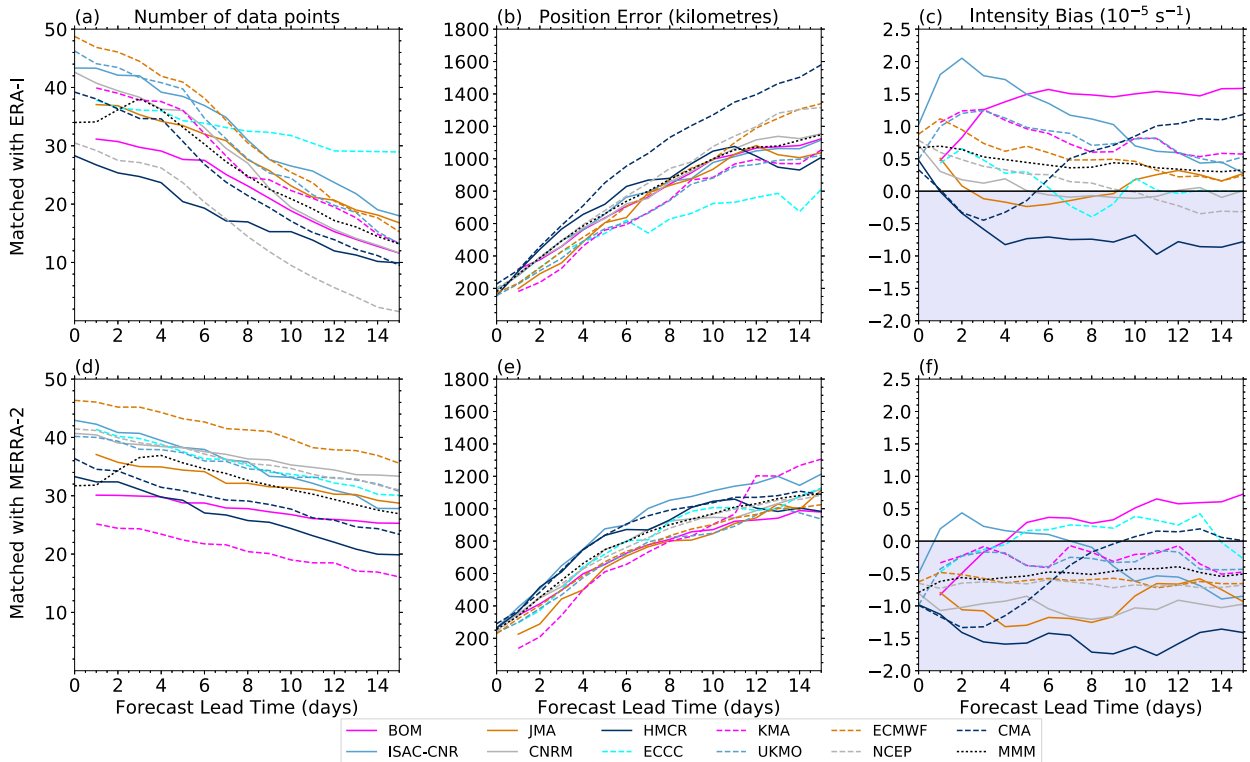 (a) Number of data points
(b) Position Error (kilometres)
(c) Intensity Bias (10⁻⁵ s⁻¹)
Matched with ERA-I
50
40
30
20
10
0 2 4 6 8 10 12 14
1800
1600
1400
1200
1000
800
600
400
200
0 2 4 6 8 10 12 14
2.5
2.0
1.5
1.0
0.5
0.0
−0.5
−1.0
−1.5
−2.0
0 2 4 6 8 10 12 14
(d)
(e)
(f)
Matched with MERRA-2
50
40
30
20
10
0 2 4 6 8 10 12 14
Forecast Lead Time (days)
1800
1600
1400
1200
1000
800
600
400
200
0 2 4 6 8 10 12 14
Forecast Lead Time (days)
2.5
2.0
1.5
1.0
0.5
0.0
−0.5
−1.0
−1.5
−2.0
0 2 4 6 8 10 12 14
Forecast Lead Time (days)
BOM JMA HMCR KMA ECMWF CMA
ISAC-CNR CNRM ECCC UKMO NCEP MMM